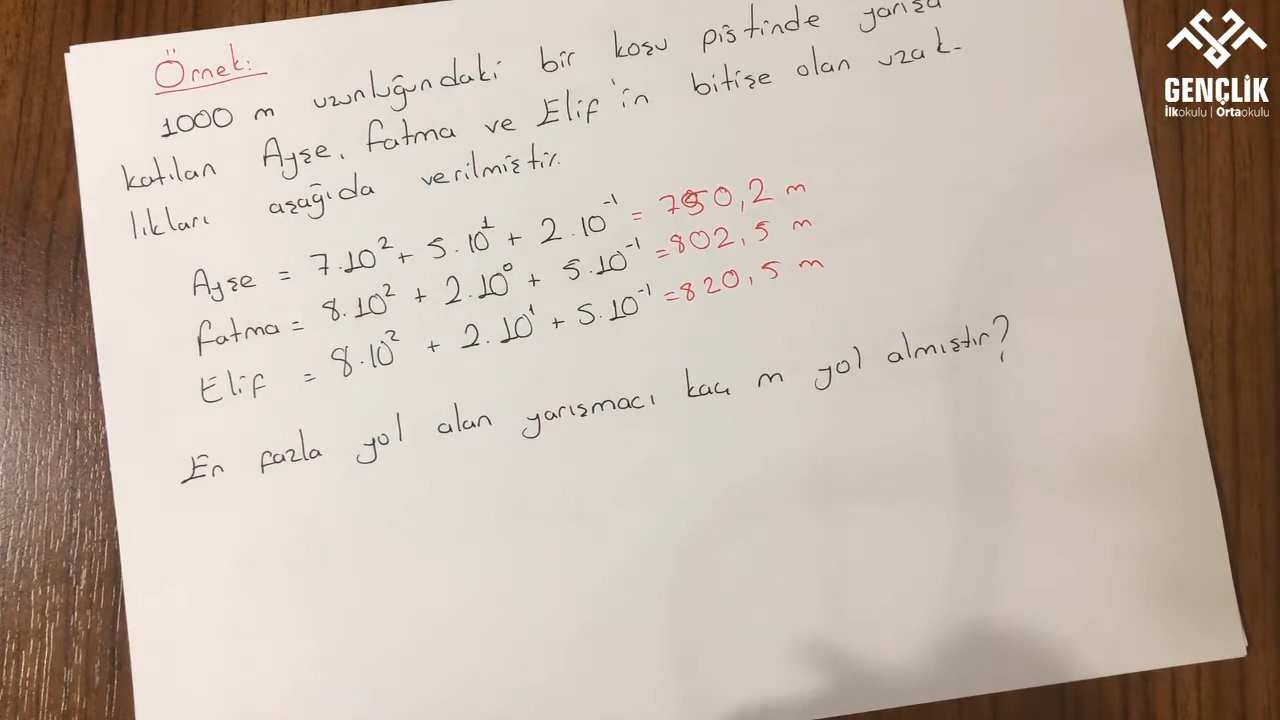 Örnek:
1000 m uzunluğundaki bir koşu pistinde yarışa
katılan Ayşe, Fatma ve Elif'in bitişe olan uzak-
lıkları aşağıda verilmiştir.
Ayşe = 7.10² + 5.10¹ + 2.10⁻¹ = 750,2 m
Fatma = 8.10² + 2.10⁰ + 5.10⁻¹ = 802,5 m
Elif = 8.10² + 2.10¹ + 5.10⁻¹ = 820,5 m
En fazla yol alan yarışmacı kaç m yol almıştır?
GENÇLİK
İlkokulu | Ortaokulu